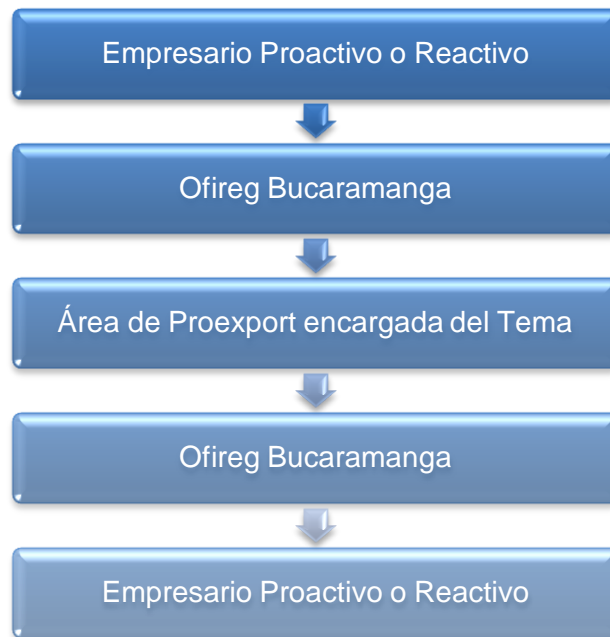 Empresario Proactivo o Reactivo
Ofireg Bucaramanga
Área de Proexport encargada del Tema
Ofireg Bucaramanga
Empresario Proactivo o Reactivo